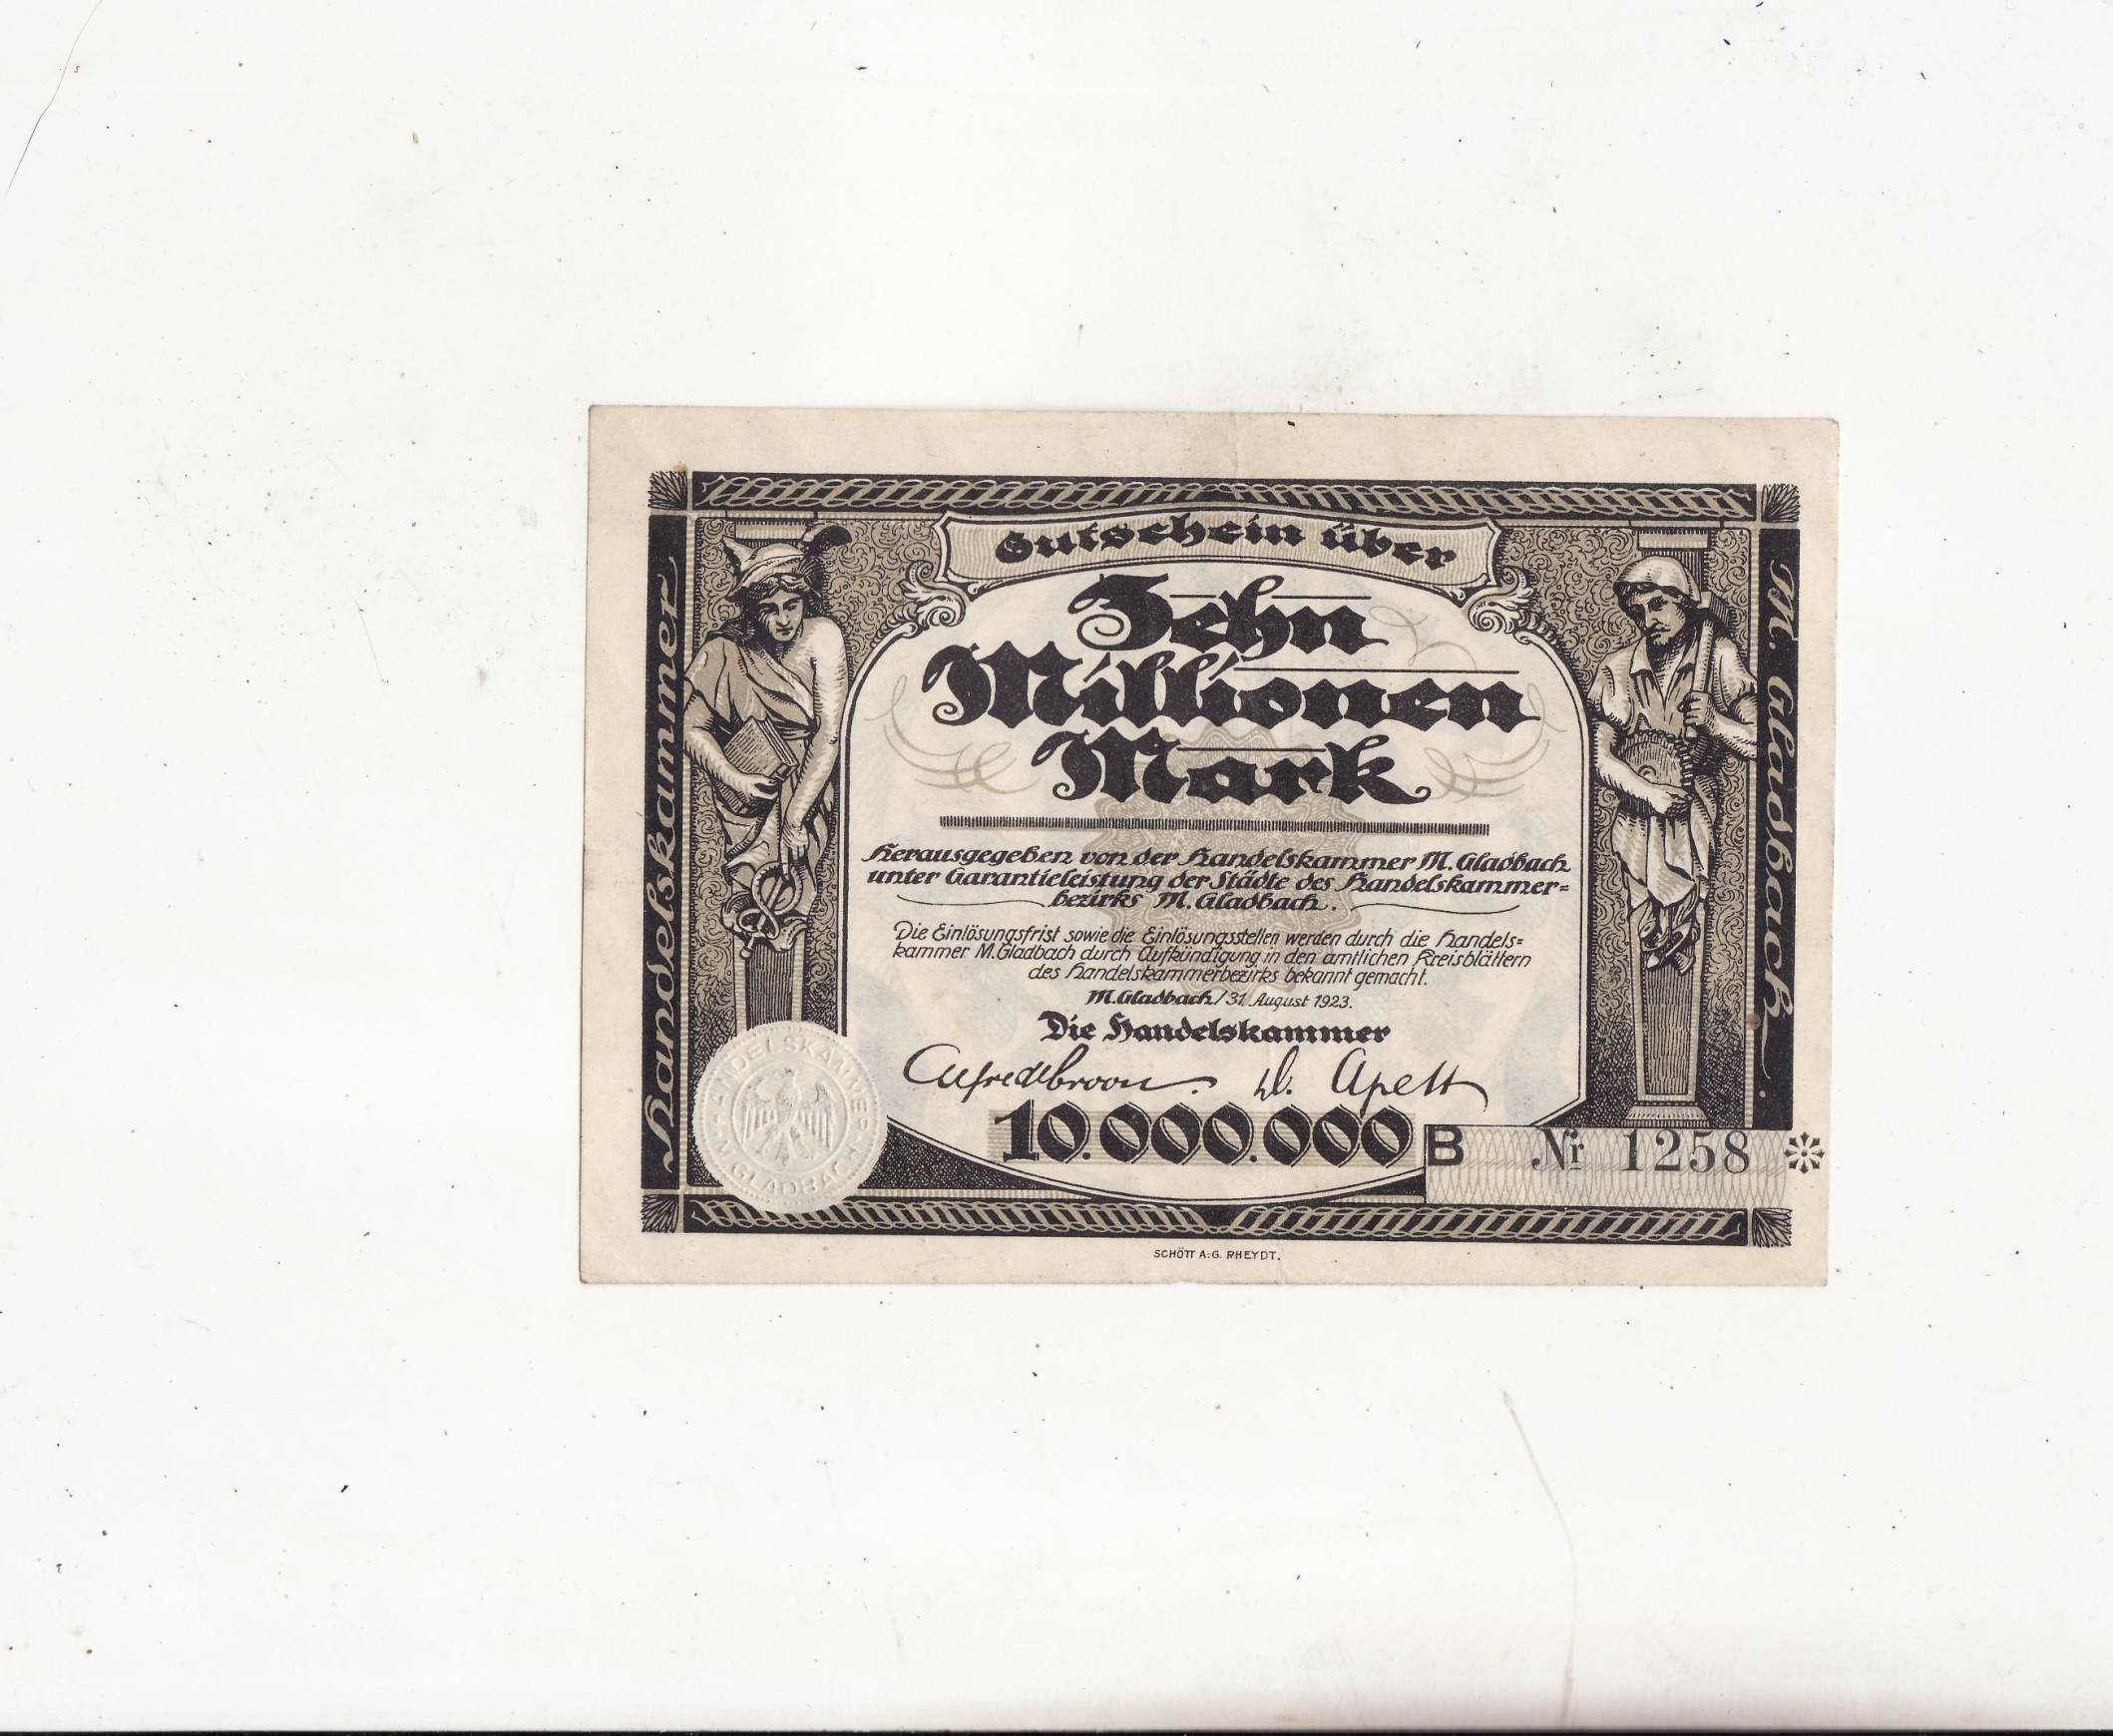 Gutschein über
Zehn
Millionen
Mark
Herausgegeben von der Handelskammer M. Gladbach
unter Garantieleistung der Städte des Handelskammer=
bezirks M. Gladbach.
Die Einlösungsfrist sowie die Einlösungsstellen werden durch die Handels=
kammer M. Gladbach durch Aufkündigung in den amtlichen Kreisblättern
des Handelskammerbezirks bekannt gemacht.
M. Gladbach / 31. August 1923.
Die Handelskammer
Apelt
10.000.000
B Nr 1258
Handelskammer
M. Gladbach.
HANDELSKAMMER
M. GLADBACH
SCHÖTT A:G. RHEYDT.